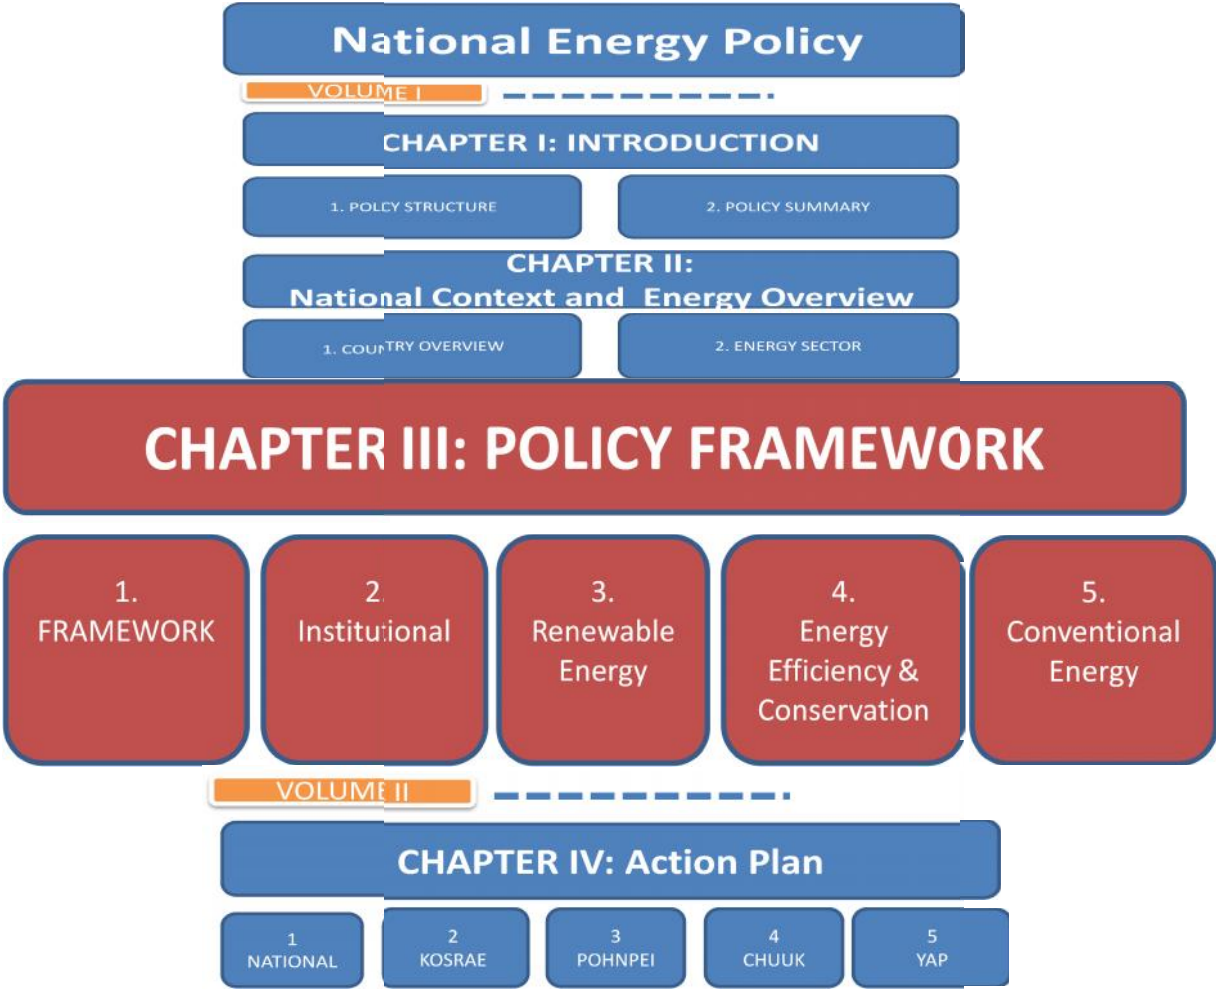 National Energy Policy
VOLUME I
CHAPTER I: INTRODUCTION
1. POLCY STRUCTURE
2. POLICY SUMMARY
CHAPTER II:
National Context and Energy Overview
1. COUNTRY OVERVIEW
2. ENERGY SECTOR
CHAPTER III: POLICY FRAMEWORK
1.
FRAMEWORK
2.
Institutional
3.
Renewable
Energy
4.
Energy
Efficiency &
Conservation
5.
Conventional
Energy
VOLUME II
CHAPTER IV: Action Plan
1
NATIONAL
2
KOSRAE
3
POHNPEI
4
CHUUK
5
YAP